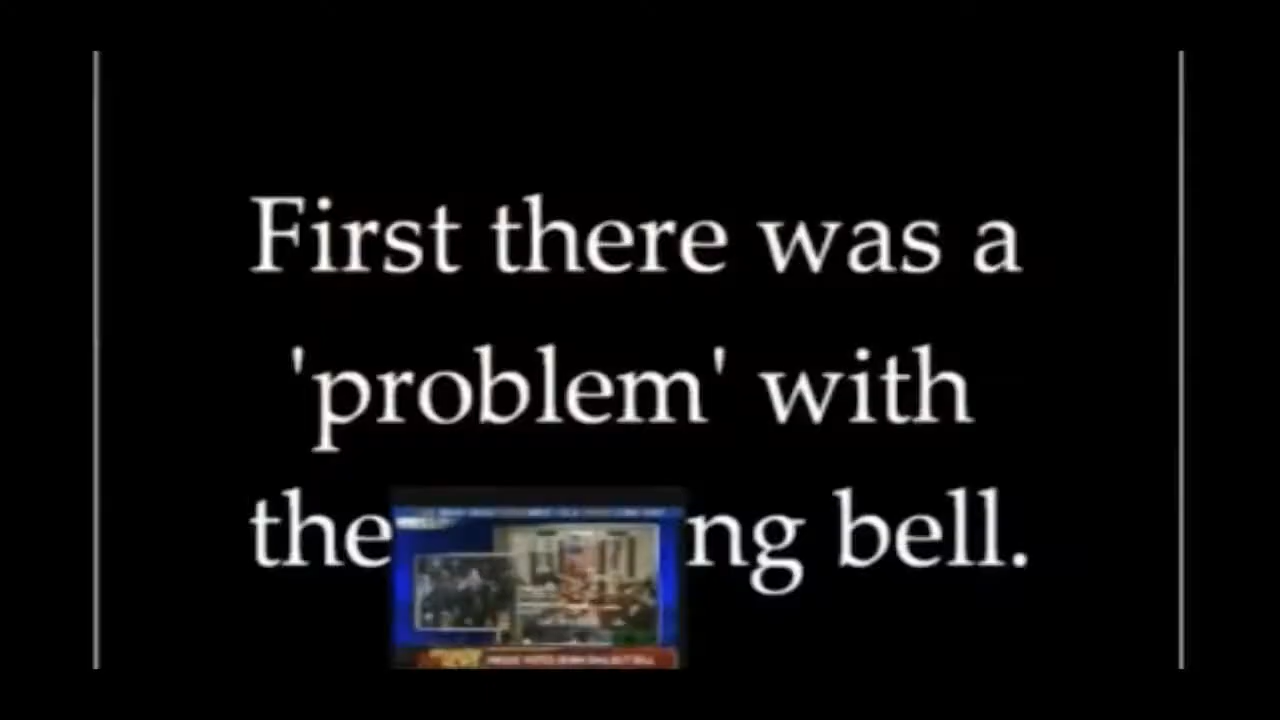 First there was a
'problem' with
the ng bell.